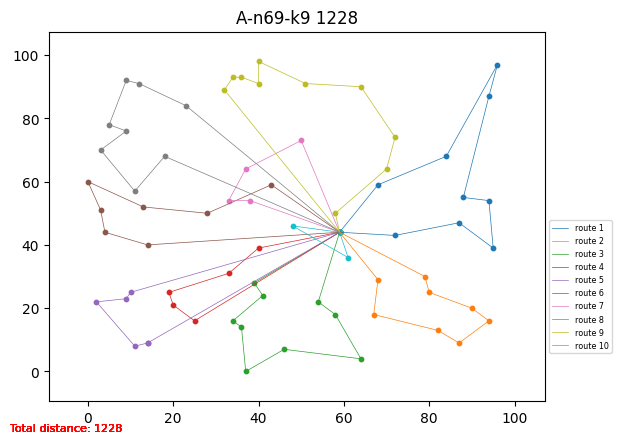 A-n69-k9 1228
100
80
60
40
20
0
0 20 40 60 80 100
route 1
route 2
route 3
route 4
route 5
route 6
route 7
route 8
route 9
route 10
Total distance: 1228